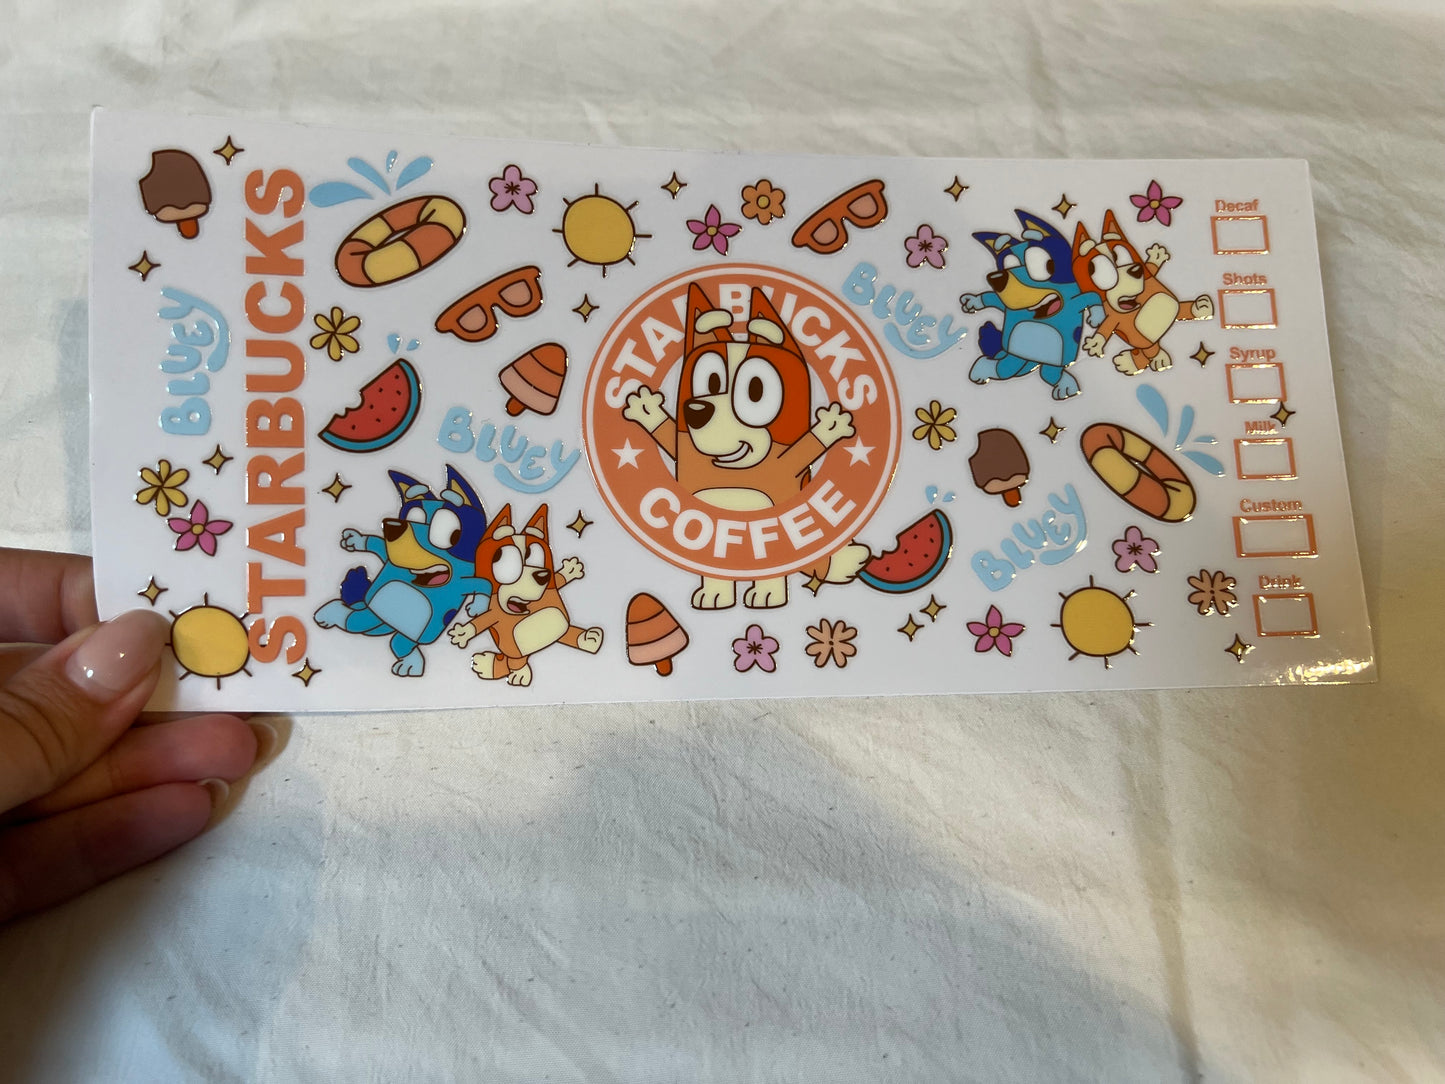 BLUEY
STARBUCKS
BLUEY
STARBUCKS
COFFEE
BLUEY
BLUEY
Decaf
Shots
Syrup
Milk
Custom
Drink